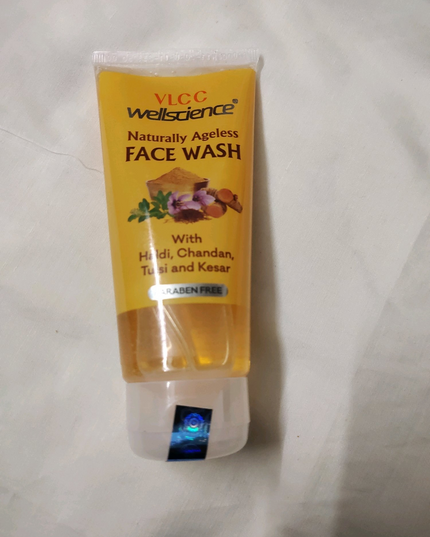 VLCC
wellscience®
Naturally Ageless
FACE WASH
With
Haldi, Chandan,
Tulsi and Kesar
PARABEN FREE